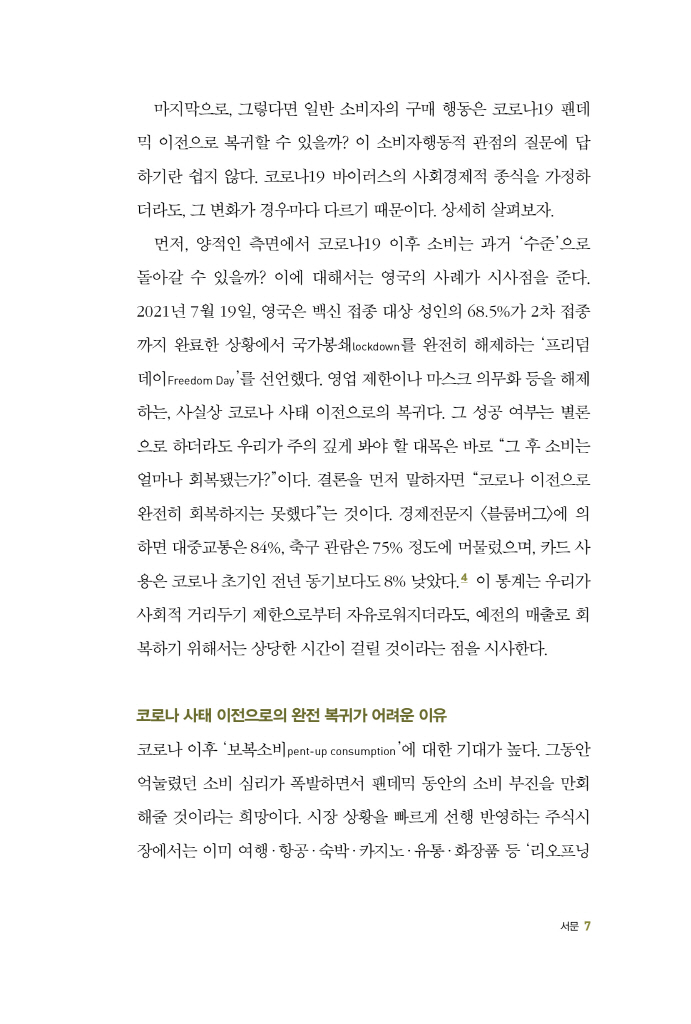 마지막으로, 그렇다면 일반 소비자의 구매 행동은 코로나19 팬데
믹 이전으로 복귀할 수 있을까? 이 소비자행동적 관점의 질문에 답
하기란 쉽지 않다. 코로나19 바이러스의 사회경제적 종식을 가정하
더라도, 그 변화가 경우마다 다르기 때문이다. 상세히 살펴보자.
먼저, 양적인 측면에서 코로나19 이후 소비는 과거 ‘수준’으로
돌아갈 수 있을까? 이에 대해서는 영국의 사례가 시사점을 준다.
2021년 7월 19일, 영국은 백신 접종 대상 성인의 68.5%가 2차 접종
까지 완료한 상황에서 국가봉쇄lockdown를 완전히 해제하는 ‘프리덤
데이Freedom Day’를 선언했다. 영업 제한이나 마스크 의무화 등을 해제
하는, 사실상 코로나 사태 이전으로의 복귀다. 그 성공 여부는 별론
으로 하더라도 우리가 주의 깊게 봐야 할 대목은 바로 “그 후 소비는
얼마나 회복됐는가?”이다. 결론을 먼저 말하자면 “코로나 이전으로
완전히 회복하지는 못했다”는 것이다. 경제전문지 〈블룸버그〉에 의
하면 대중교통은 84%, 축구 관람은 75% 정도에 머물렀으며, 카드 사
용은 코로나 초기인 전년 동기보다도 8% 낮았다.4 이 통계는 우리가
사회적 거리두기 제한으로부터 자유로워지더라도, 예전의 매출로 회
복하기 위해서는 상당한 시간이 걸릴 것이라는 점을 시사한다.
코로나 사태 이전으로의 완전 복귀가 어려운 이유
코로나 이후 ‘보복소비pent-up consumption’에 대한 기대가 높다. 그동안
억눌렸던 소비 심리가 폭발하면서 팬데믹 동안의 소비 부진을 만회
해줄 것이라는 희망이다. 시장 상황을 빠르게 선행 반영하는 주식시
장에서는 이미 여행·항공·숙박·카지노·유통·화장품 등 ‘리오프닝
서문 7